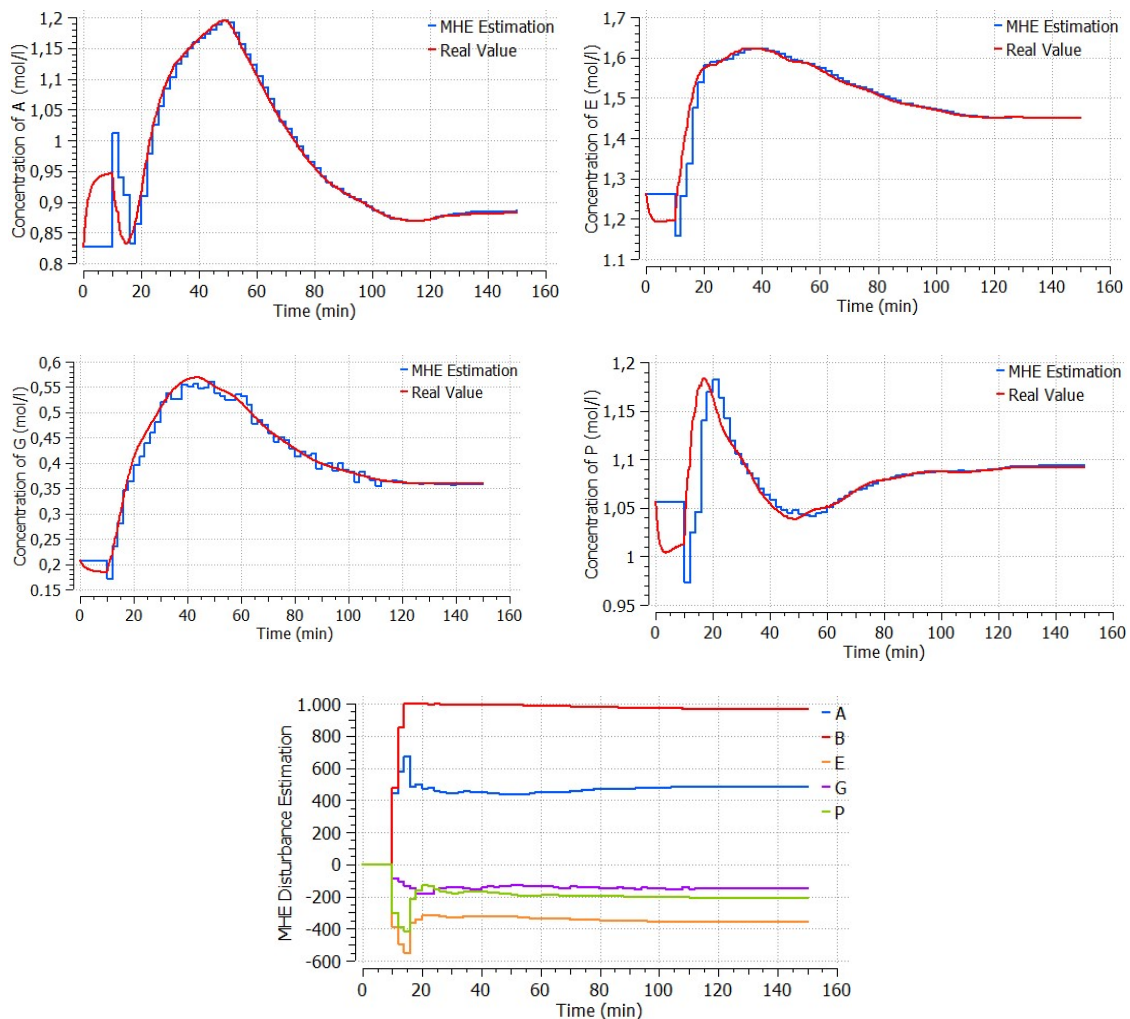 Concentration of A (mol/l)
1,2
1,15
1,1
1,05
1
0,95
0,9
0,85
0.8
MHE Estimation
Real Value
0 20 40 60 80 100 120 140 160
Time (min)
Concentration of E (mol/l)
1,7
1,6
1,5
1.4
1.3
1,2
1.1
MHE Estimation
Real Value
0 20 40 60 80 100 120 140 160
Time (min)
Concentration of G (mol/l)
0,6
0,55
0,5
0,45
0,4
0,35
0,3
0,25
0,2
0.15
MHE Estimation
Real Value
0 20 40 60 80 100 120 140 160
Time (min)
Concentration of P (mol/l)
1,2
1,15
1,1
1,05
1
0.95
MHE Estimation
Real Value
0 20 40 60 80 100 120 140 160
Time (min)
MHE Disturbance Estimation
1.000
800
600
400
200
0
-200
-400
-600
A
B
E
G
P
0 20 40 60 80 100 120 140 160
Time (min)